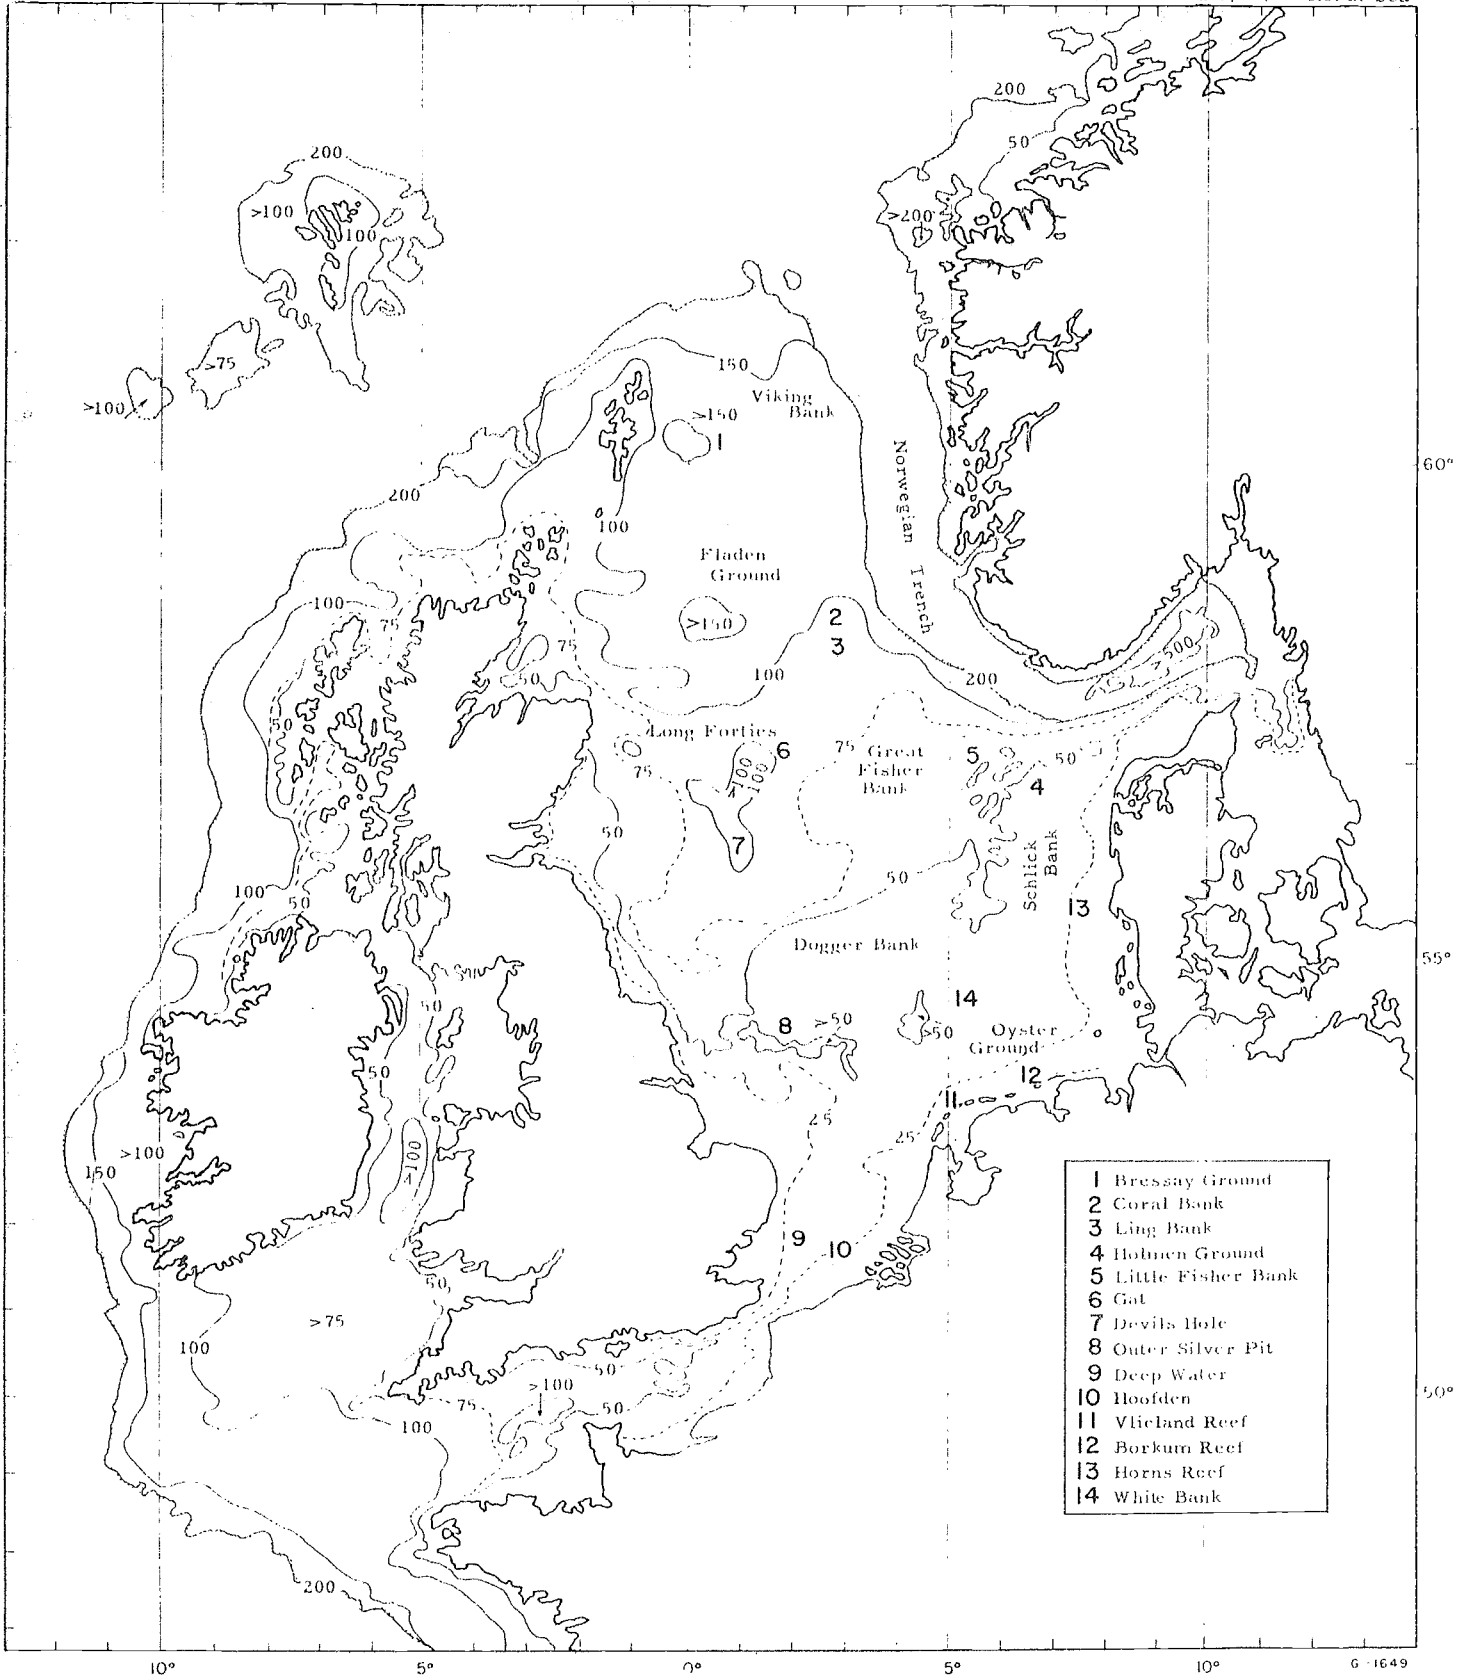 200
50
200
>100
100
>200
>75
>100
150
Viking
Bank
>150
1
Norwegian Trench
60°
200
100
Fladen
Ground
100
75
>150
2
3
75
50
100
200
>500
50
Long Forties
6
75
100
100
75
Great
Fisher
Bank
5
50
4
50
7
Schlick
Bank
50
100
50
13
Dogger Bank
55°
50
14
8
>50
>50
Oyster
Ground
50
12
11
25
25
>100
150
>100
9
10
50
>75
100
50
>100
75
50
100
50°
200
1 Bressay Ground
2 Coral Bank
3 Ling Bank
4 Holmen Ground
5 Little Fisher Bank
6 Gat
7 Devils Hole
8 Outer Silver Pit
9 Deep Water
10 Hoofden
11 Vlieland Reef
12 Borkum Reef
13 Horns Reef
14 White Bank
10°
5°
0°
5°
10°
G-1649